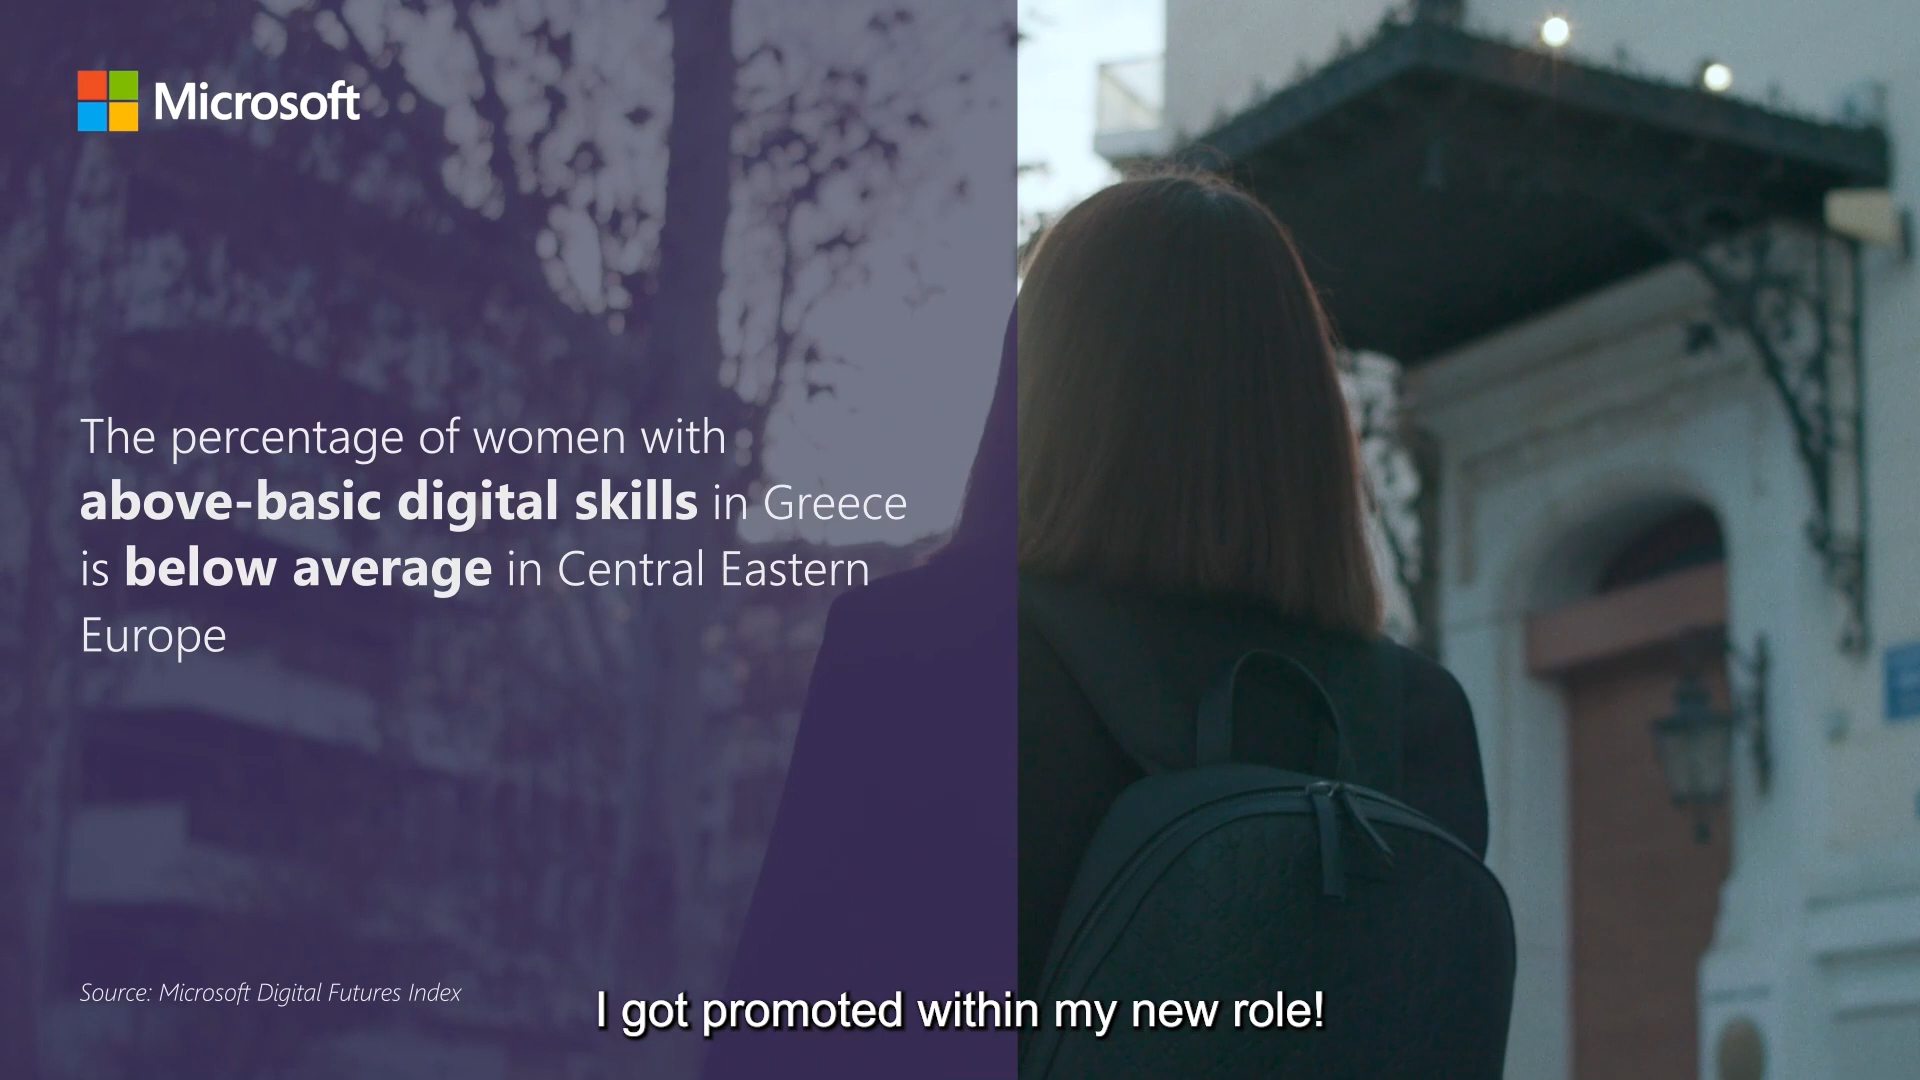 Microsoft
The percentage of women with
above-basic digital skills in Greece
is below average in Central Eastern
Europe
Source: Microsoft Digital Futures Index
I got promoted within my new role!